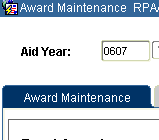 Award Maintenance RPA
Aid Year: 0607
Award Maintenance